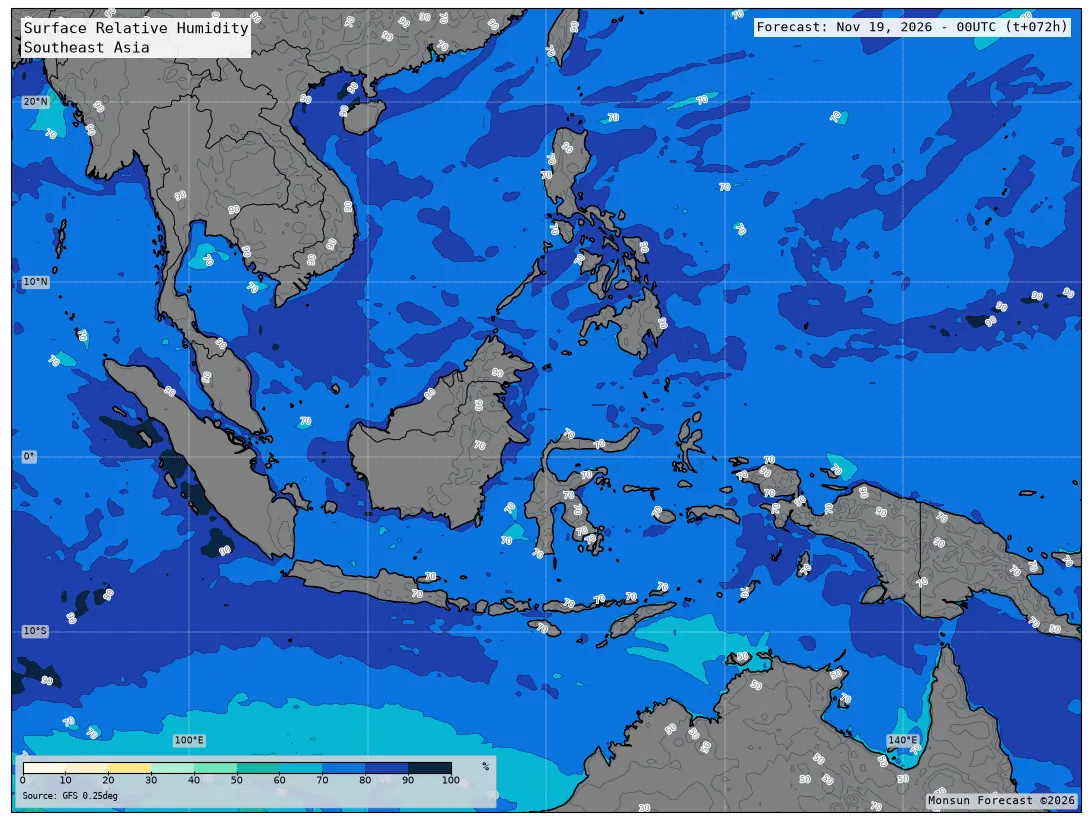 Surface Relative Humidity
Southeast Asia
Forecast: Nov 19, 2026 - 00UTC (t+072h)
20°N
10°N
0°
10°S
100°E
140°E
0 10 20 30 40 50 60 70 80 90 100
%
Source: GFS 0.25deg
Monsun Forecast ©2026